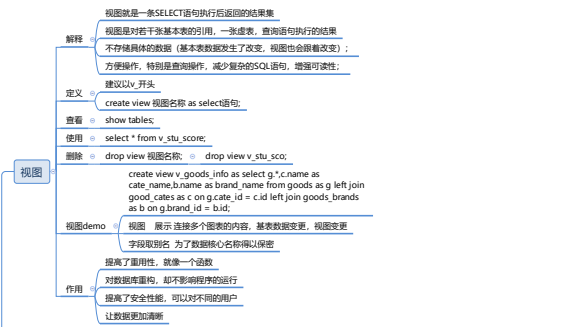 视图
解释
视图就是一条SELECT语句执行后返回的结果集
视图是对若干张基本表的引用，一张虚表，查询语句执行的结果
不存储具体的数据（基本表数据发生了改变，视图也会跟着改变）；
方便操作，特别是查询操作，减少复杂的SQL语句，增强可读性；
定义
建议以v_开头
create view 视图名称 as select语句;
查看
show tables;
使用
select * from v_stu_score;
删除
drop view 视图名称;
drop view v_stu_sco;
视图demo
create view v_goods_info as select g.*,c.name as
cate_name,b.name as brand_name from goods as g left join
good_cates as c on g.cate_id = c.id left join goods_brands
as b on g.brand_id = b.id;
视图 展示 连接多个图表的内容，基表数据变更，视图变更
字段取别名 为了数据核心名称得以保密
作用
提高了重用性，就像一个函数
对数据库重构，却不影响程序的运行
提高了安全性能，可以对不同的用户
让数据更加清晰